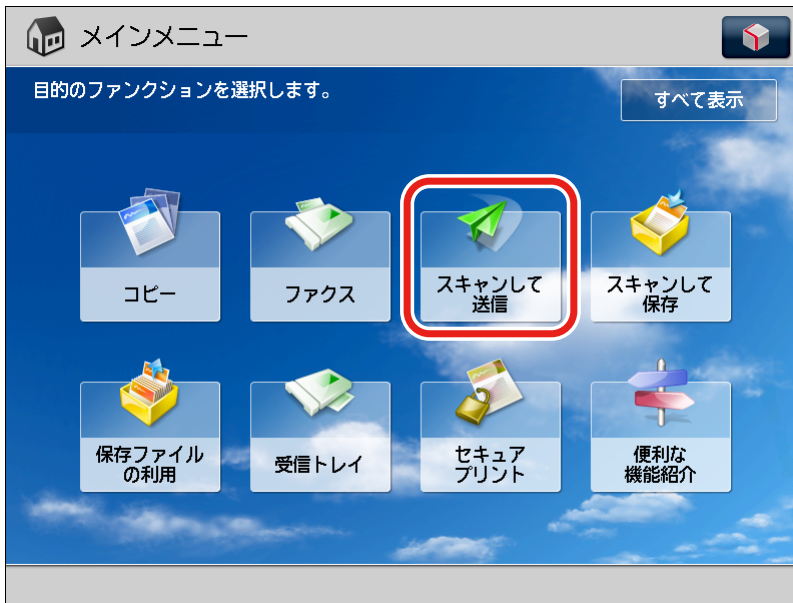 メインメニュー
目的のファンクションを選択します。
すべて表示
コピー
ファクス
スキャンして
送信
スキャンして
保存
保存ファイル
の利用
受信トレイ
セキュア
プリント
便利な
機能紹介